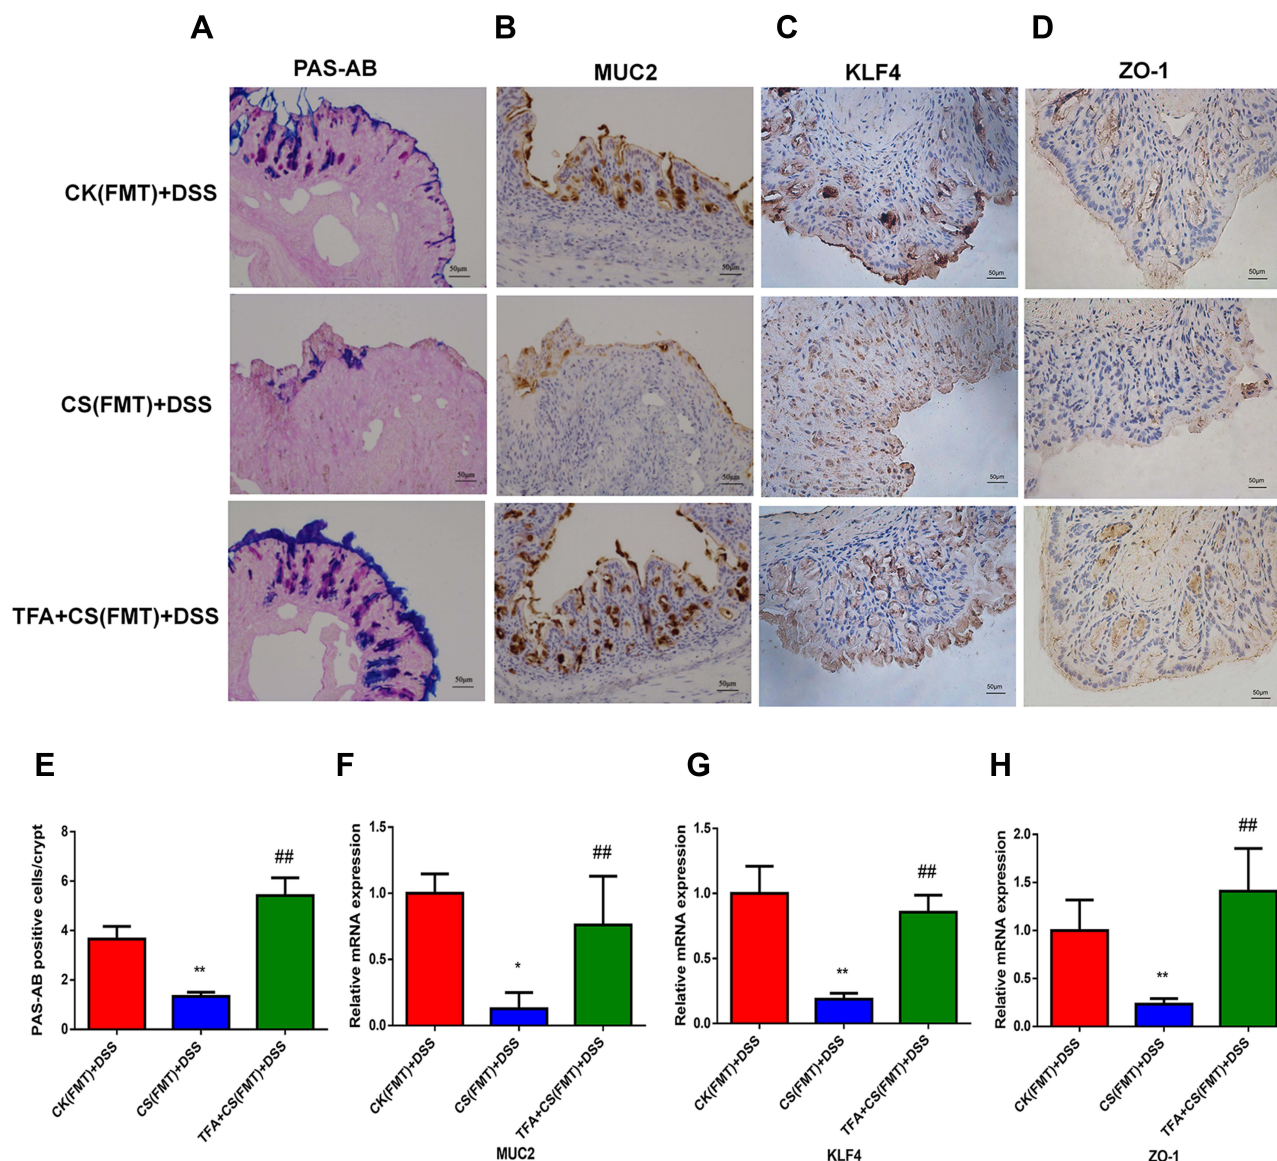 A B C D
PAS-AB MUC2 KLF4 ZO-1
CK(FMT)+DSS
50μm 50μm 50μm 50μm
CS(FMT)+DSS
50μm 50μm 50μm 50μm
TFA+CS(FMT)+DSS
50μm 50μm 50μm 50μm
E F G H
PAS-AB positive cells/crypt
8
6
4
2
0
**
##
CK(FMT)+DSS
CS(FMT)+DSS
TFA+CS(FMT)+DSS
Relative mRNA expression
1.5
1.0
0.5
0.0
*
##
CK(FMT)+DSS
CS(FMT)+DSS
TFA+CS(FMT)+DSS
MUC2
Relative mRNA expression
1.5
1.0
0.5
0.0
**
##
CK(FMT)+DSS
CS(FMT)+DSS
TFA+CS(FMT)+DSS
KLF4
Relative mRNA expression
2.0
1.5
1.0
0.5
0.0
**
##
CK(FMT)+DSS
CS(FMT)+DSS
TFA+CS(FMT)+DSS
ZO-1